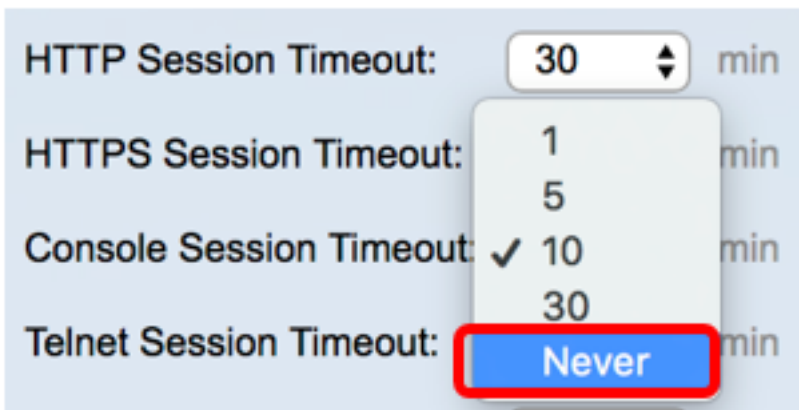 HTTP Session Timeout: 30 min
HTTPS Session Timeout: 1 min
5
Console Session Timeout: ✓ 10 min
30
Telnet Session Timeout: Never min